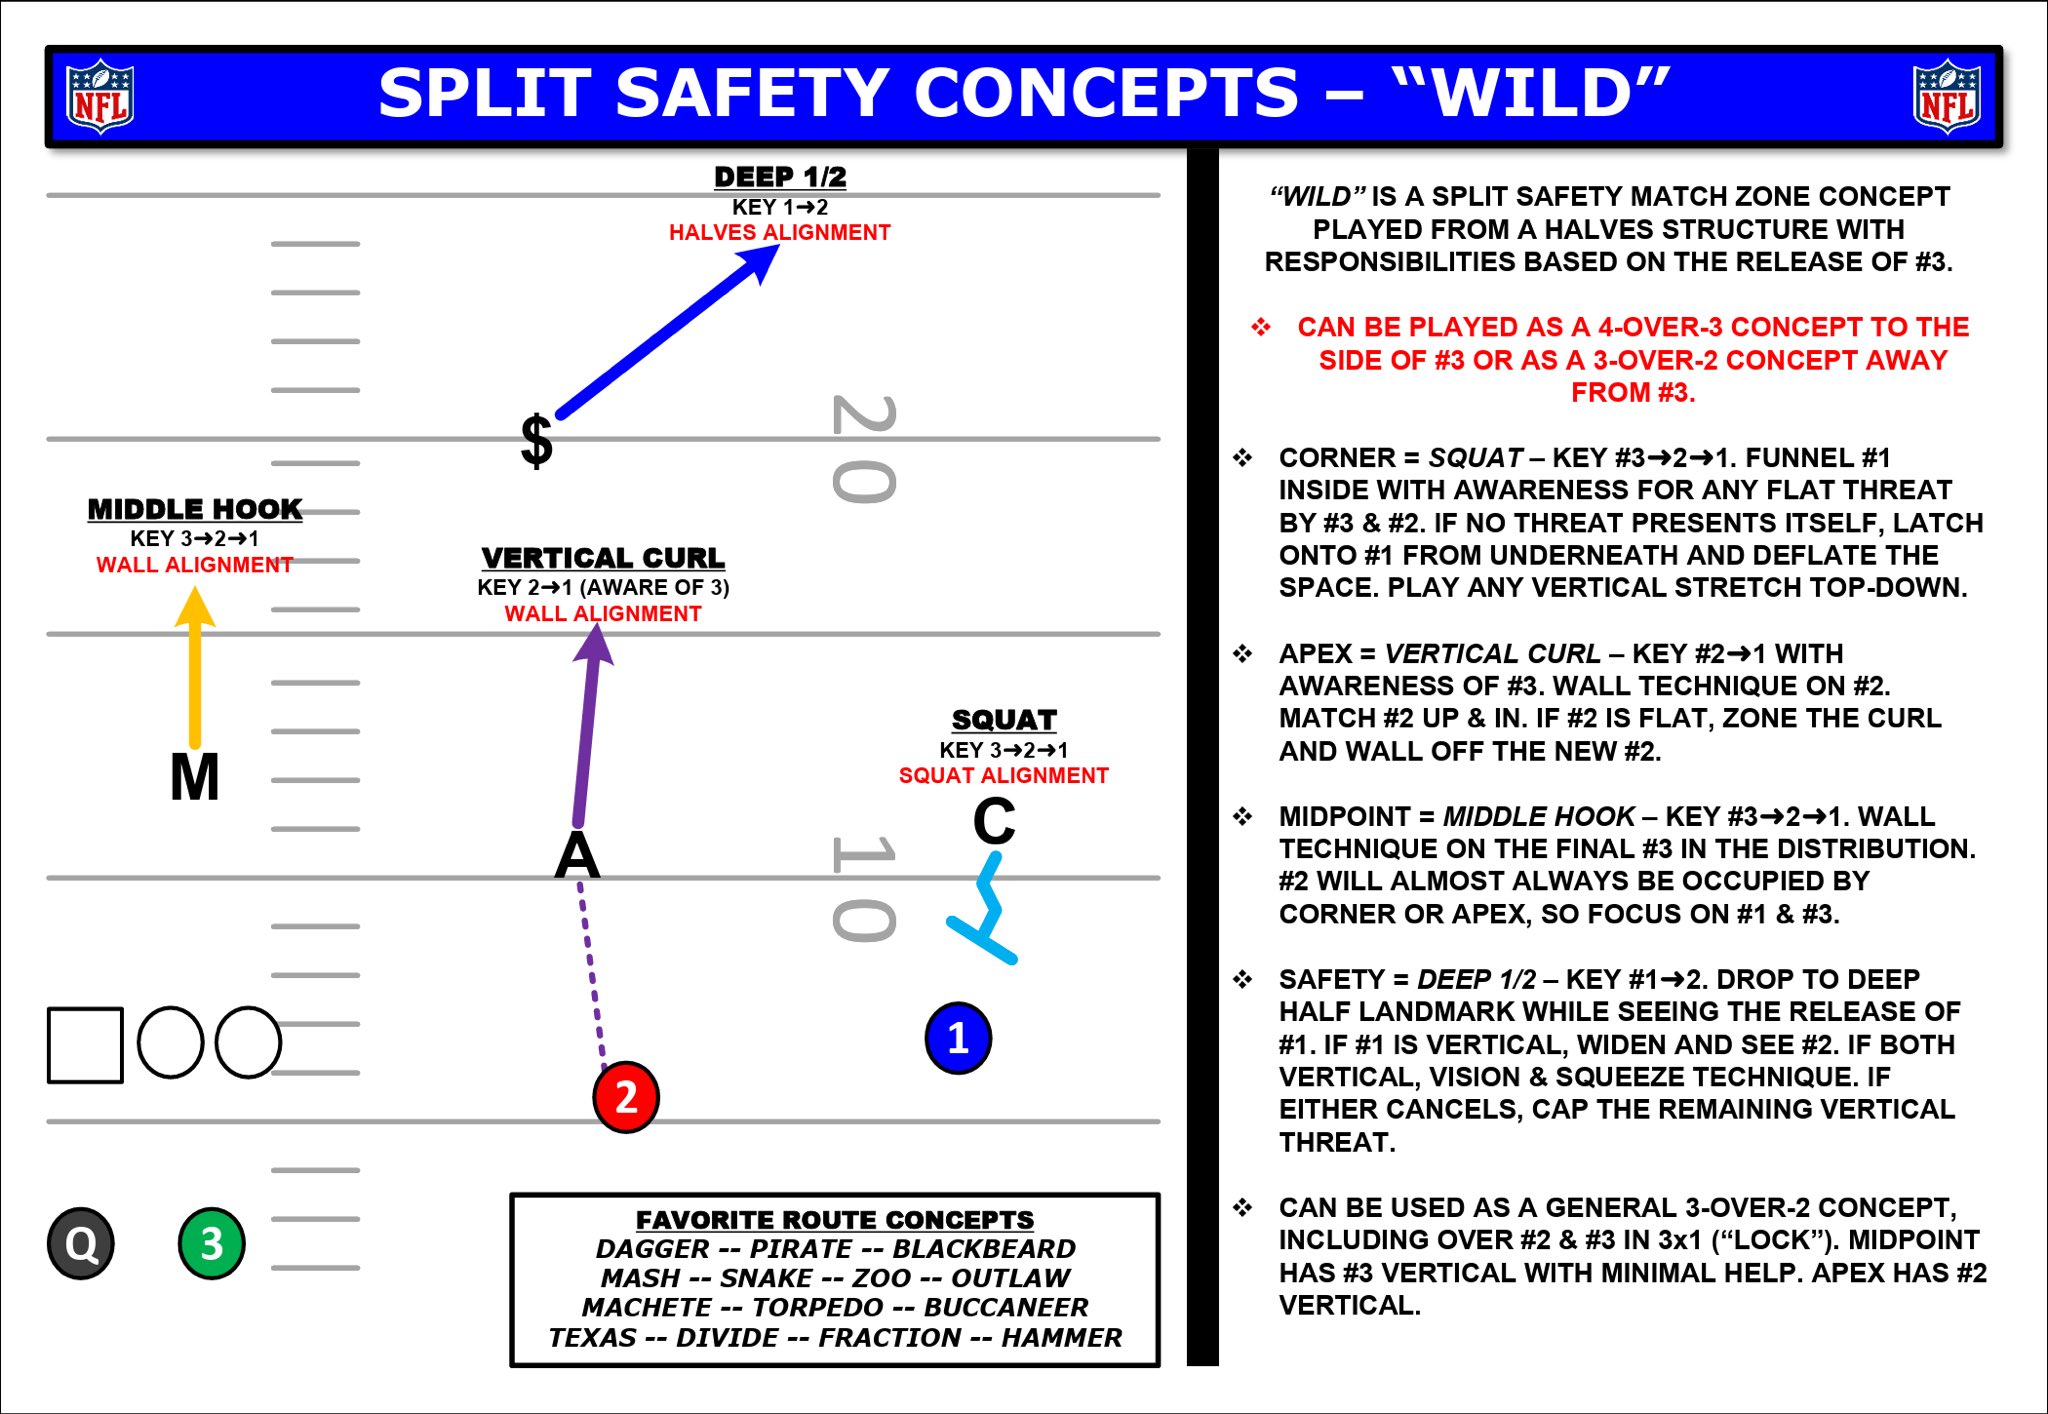 NFL
SPLIT SAFETY CONCEPTS – “WILD”
NFL
DEEP 1/2
KEY 1➜2
HALVES ALIGNMENT
20
$
MIDDLE HOOK
KEY 3➜2➜1
WALL ALIGNMENT
VERTICAL CURL
KEY 2➜1 (AWARE OF 3)
WALL ALIGNMENT
M
SQUAT
KEY 3➜2➜1
SQUAT ALIGNMENT
C
A
10
1
2
Q
3
FAVORITE ROUTE CONCEPTS
DAGGER -- PIRATE -- BLACKBEARD
MASH -- SNAKE -- ZOO -- OUTLAW
MACHETE -- TORPEDO -- BUCCANEER
TEXAS -- DIVIDE -- FRACTION -- HAMMER
“WILD” IS A SPLIT SAFETY MATCH ZONE CONCEPT
PLAYED FROM A HALVES STRUCTURE WITH
RESPONSIBILITIES BASED ON THE RELEASE OF #3.
❖ CAN BE PLAYED AS A 4-OVER-3 CONCEPT TO THE
SIDE OF #3 OR AS A 3-OVER-2 CONCEPT AWAY
FROM #3.
❖ CORNER = SQUAT – KEY #3➜2➜1. FUNNEL #1
INSIDE WITH AWARENESS FOR ANY FLAT THREAT
BY #3 & #2. IF NO THREAT PRESENTS ITSELF, LATCH
ONTO #1 FROM UNDERNEATH AND DEFLATE THE
SPACE. PLAY ANY VERTICAL STRETCH TOP-DOWN.
❖ APEX = VERTICAL CURL – KEY #2➜1 WITH
AWARENESS OF #3. WALL TECHNIQUE ON #2.
MATCH #2 UP & IN. IF #2 IS FLAT, ZONE THE CURL
AND WALL OFF THE NEW #2.
❖ MIDPOINT = MIDDLE HOOK – KEY #3➜2➜1. WALL
TECHNIQUE ON THE FINAL #3 IN THE DISTRIBUTION.
#2 WILL ALMOST ALWAYS BE OCCUPIED BY
CORNER OR APEX, SO FOCUS ON #1 & #3.
❖ SAFETY = DEEP 1/2 – KEY #1➜2. DROP TO DEEP
HALF LANDMARK WHILE SEEING THE RELEASE OF
#1. IF #1 IS VERTICAL, WIDEN AND SEE #2. IF BOTH
VERTICAL, VISION & SQUEEZE TECHNIQUE. IF
EITHER CANCELS, CAP THE REMAINING VERTICAL
THREAT.
❖ CAN BE USED AS A GENERAL 3-OVER-2 CONCEPT,
INCLUDING OVER #2 & #3 IN 3x1 (“LOCK”). MIDPOINT
HAS #3 VERTICAL WITH MINIMAL HELP. APEX HAS #2
VERTICAL.